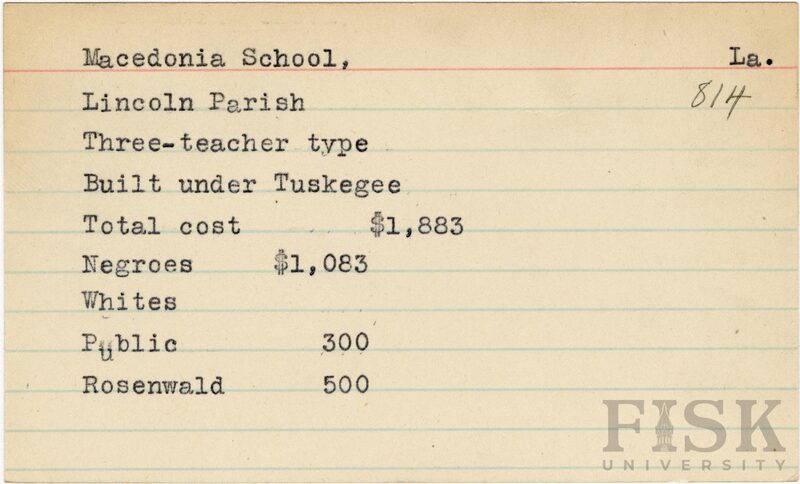 Macedonia School, La.
814
Lincoln Parish
Three-teacher type
Built under Tuskegee
Total cost $1,883
Negroes $1,083
Whites
Public 300
Rosenwald 500
FISK
UNIVERSITY